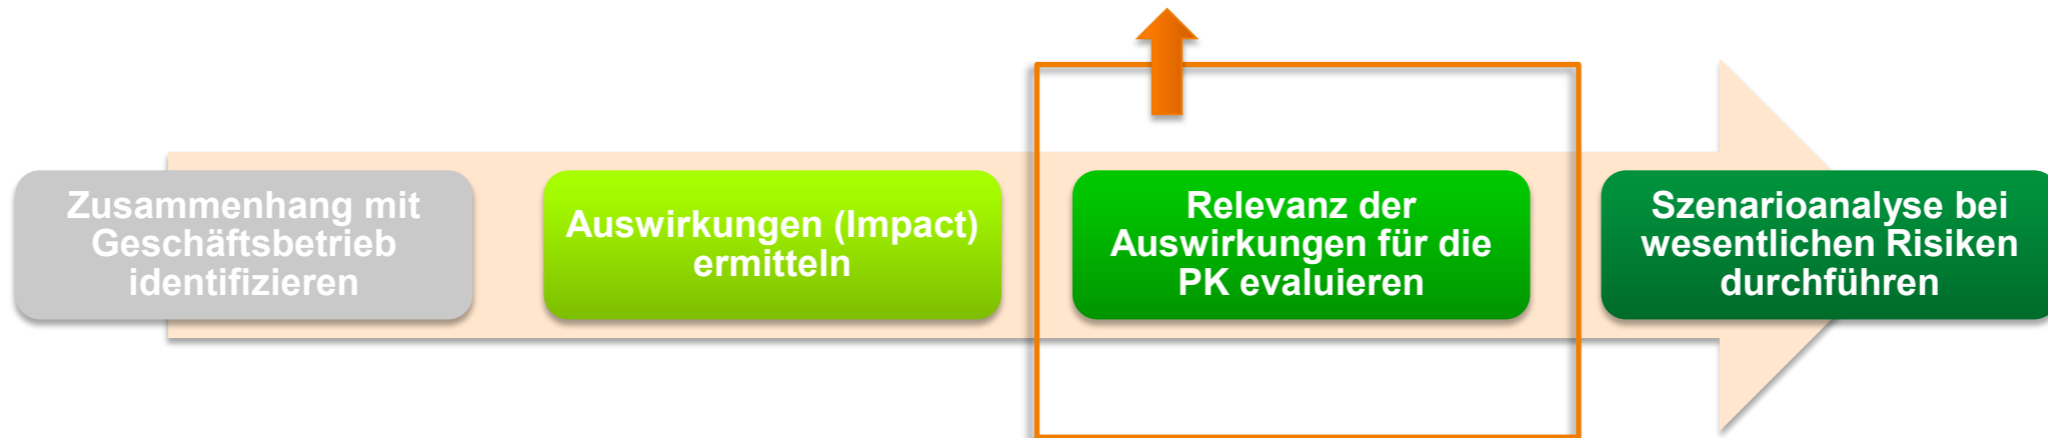 Zusammenhang mit
Geschäftsbetrieb
identifizieren
Auswirkungen (Impact)
ermitteln
Relevanz der
Auswirkungen für die
PK evaluieren
Szenarioanalyse bei
wesentlichen Risiken
durchführen